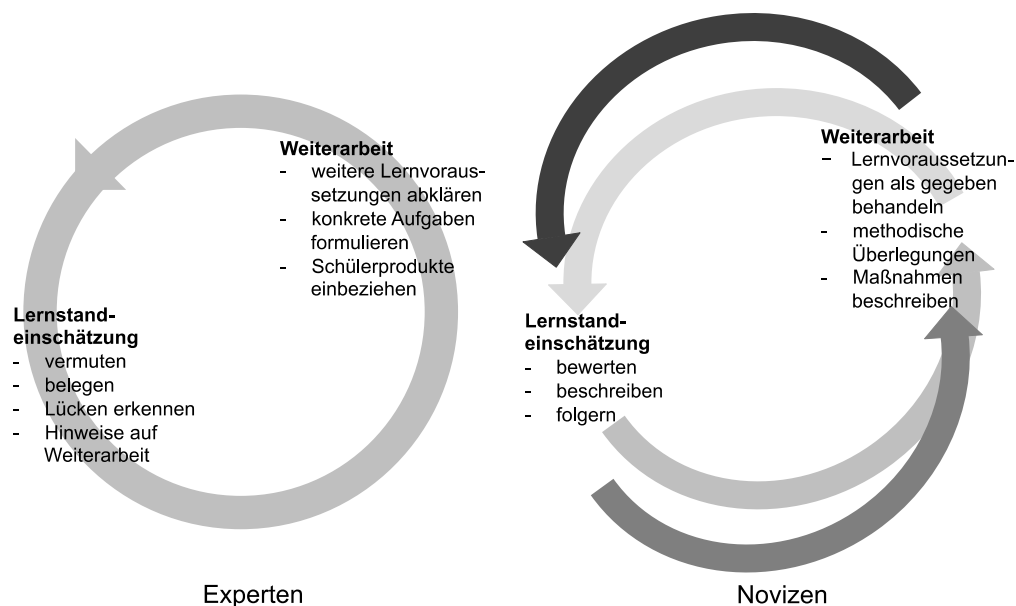 Weiterarbeit
- weitere Lernvoraus-
setzungen abklären
- konkrete Aufgaben
formulieren
- Schülerprodukte
einbeziehen
Lernstand-
einschätzung
- vermuten
- belegen
- Lücken erkennen
- Hinweise auf
Weiterarbeit
Experten
Weiterarbeit
- Lernvoraussetzun-
gen als gegeben
behandeln
- methodische
Überlegungen
- Maßnahmen
beschreiben
Lernstand-
einschätzung
- bewerten
- beschreiben
- folgern
Novizen